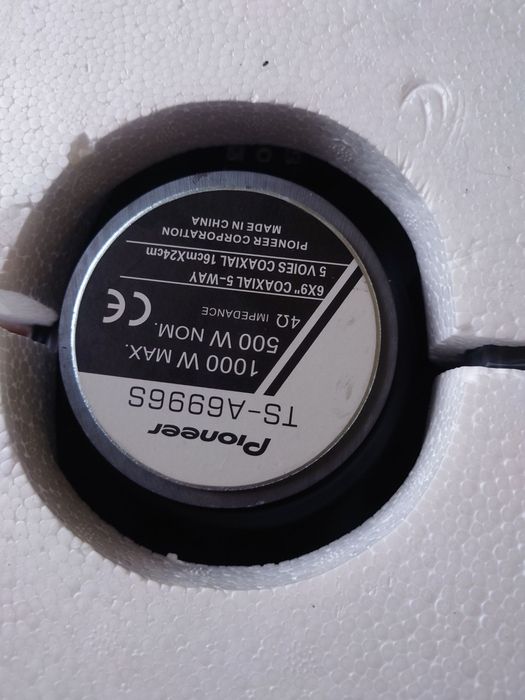 Pioneer
TS-A6996S
1000 W MAX.
500 W NOM.
4Ω IMPEDANCE
CE
6X9" COAXIAL 5-WAY
5 VOIES COAXIAL 16cmX24cm
PIONEER CORPORATION
MADE IN CHINA